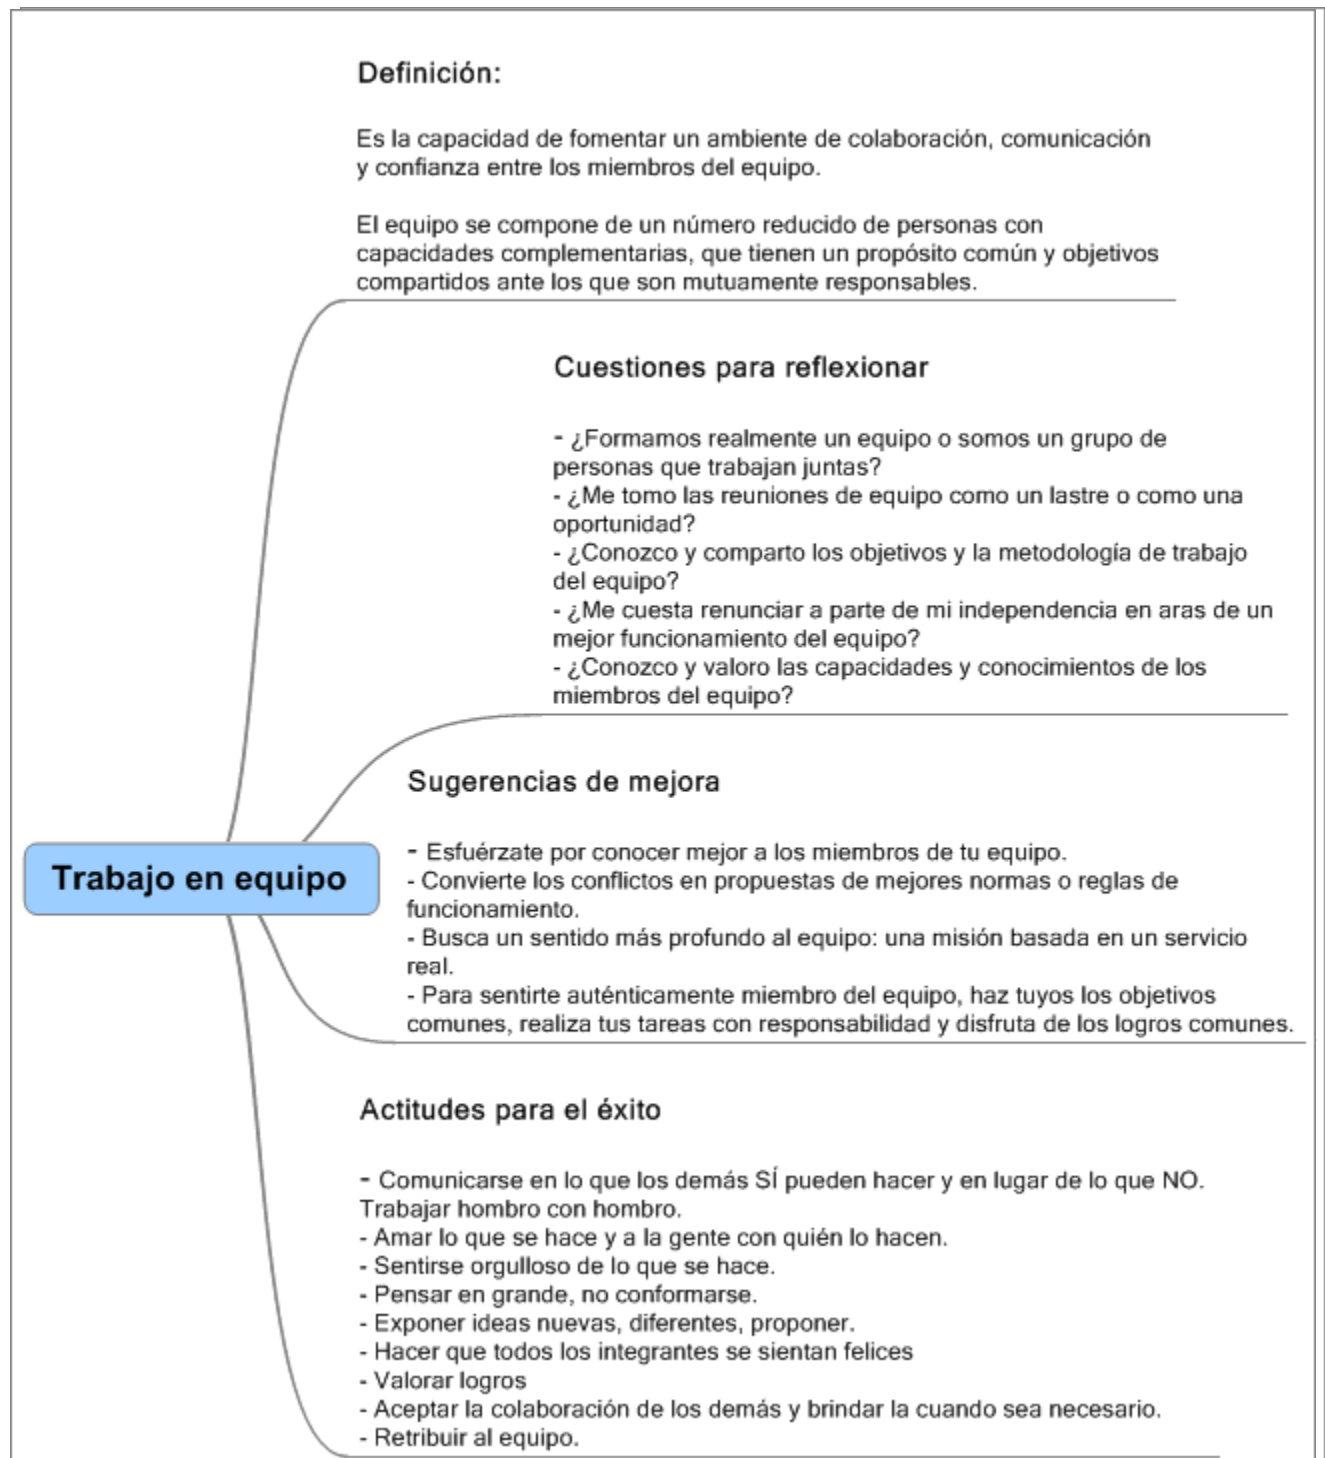 Definición:
Es la capacidad de fomentar un ambiente de colaboración, comunicación
y confianza entre los miembros del equipo.
El equipo se compone de un número reducido de personas con
capacidades complementarias, que tienen un propósito común y objetivos
compartidos ante los que son mutuamente responsables.
Cuestiones para reflexionar
- ¿Formamos realmente un equipo o somos un grupo de
personas que trabajan juntas?
- ¿Me tomo las reuniones de equipo como un lastre o como una
oportunidad?
- ¿Conozco y comparto los objetivos y la metodología de trabajo
del equipo?
- ¿Me cuesta renunciar a parte de mi independencia en aras de un
mejor funcionamiento del equipo?
- ¿Conozco y valoro las capacidades y conocimientos de los
miembros del equipo?
Trabajo en equipo
Sugerencias de mejora
- Esfuérzate por conocer mejor a los miembros de tu equipo.
- Convierte los conflictos en propuestas de mejores normas o reglas de
funcionamiento.
- Busca un sentido más profundo al equipo: una misión basada en un servicio
real.
- Para sentirte auténticamente miembro del equipo, haz tuyos los objetivos
comunes, realiza tus tareas con responsabilidad y disfruta de los logros comunes.
Actitudes para el éxito
- Comunicarse en lo que los demás SÍ pueden hacer y en lugar de lo que NO.
Trabajar hombro con hombro.
- Amar lo que se hace y a la gente con quién lo hacen.
- Sentirse orgulloso de lo que se hace.
- Pensar en grande, no conformarse.
- Exponer ideas nuevas, diferentes, proponer.
- Hacer que todos los integrantes se sientan felices
- Valorar logros
- Aceptar la colaboración de los demás y brindar la cuando sea necesario.
- Retribuir al equipo.